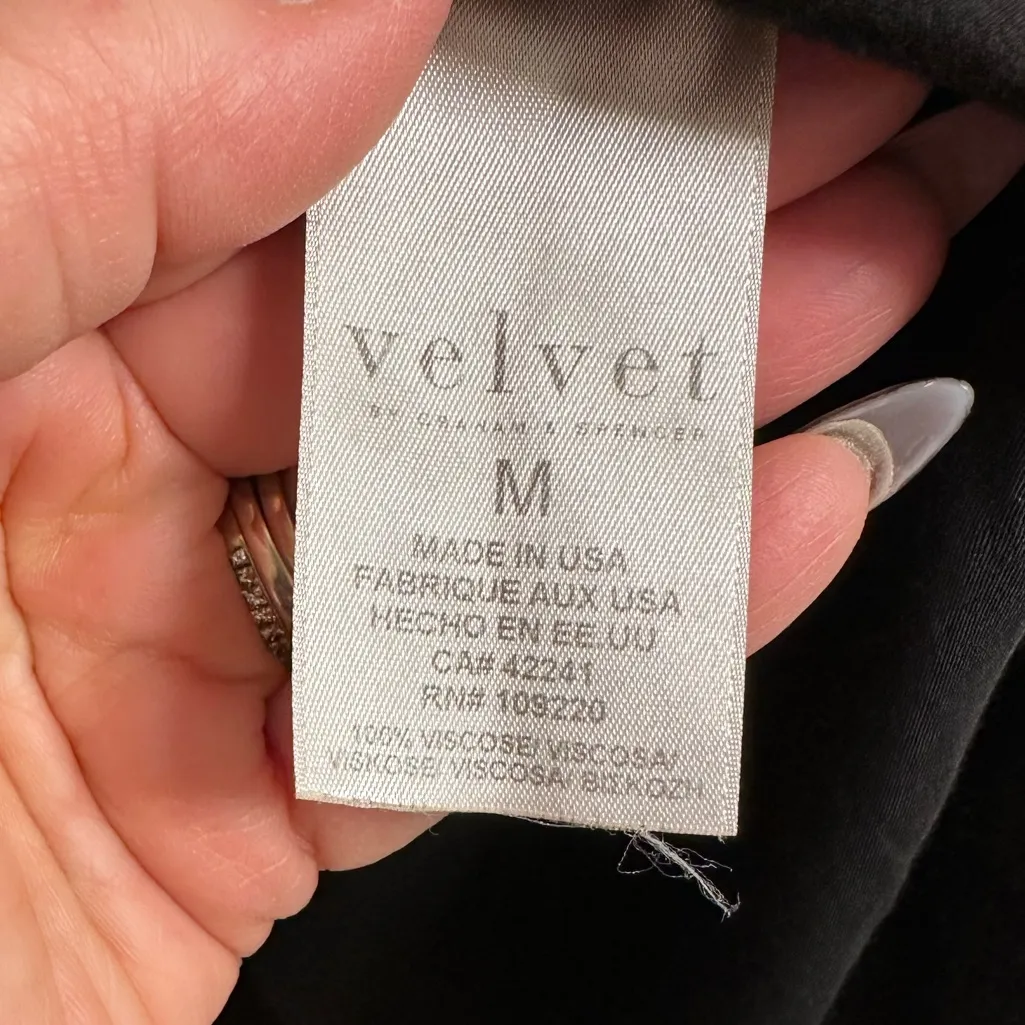 velvet
BY GRAHAM & SPENCER
M
MADE IN USA
FABRIQUE AUX USA
HECHO EN EE.UU
CA# 42241
RN# 109220
100% VISCOSE/ VISCOSA/
VISKOSE/ VISCOSA/ BIZKOZH